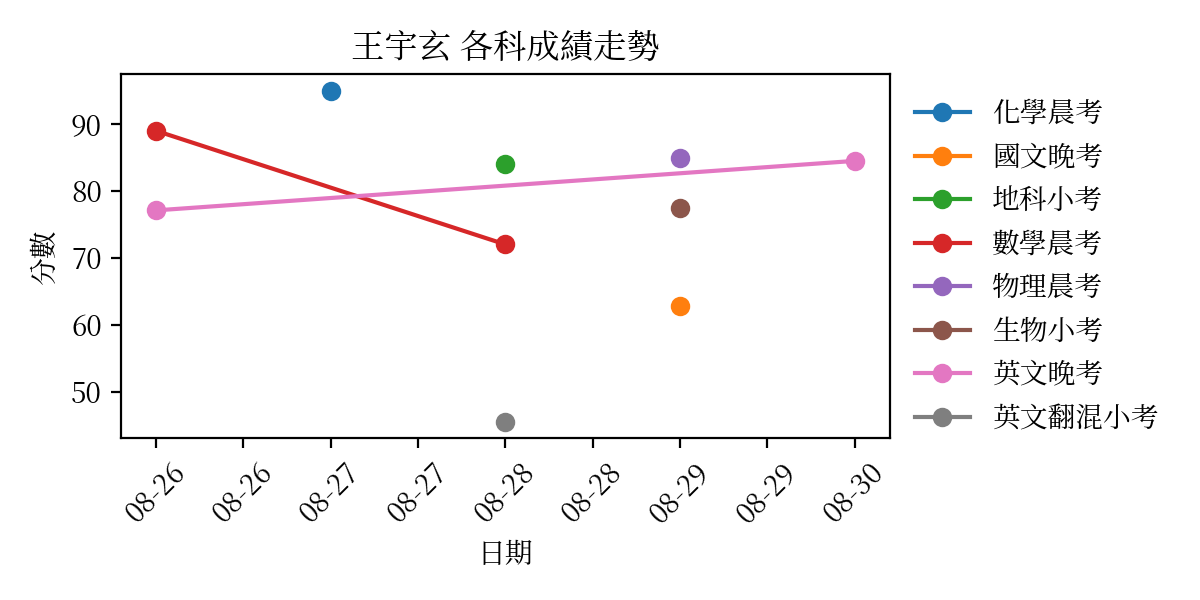 王宇玄 各科成績走勢
分數
90
80
70
60
50
08-26
08-26
08-27
08-27
08-28
08-28
08-29
08-29
08-30
日期
化學晨考
國文晚考
地科小考
數學晨考
物理晨考
生物小考
英文晚考
英文翻混小考